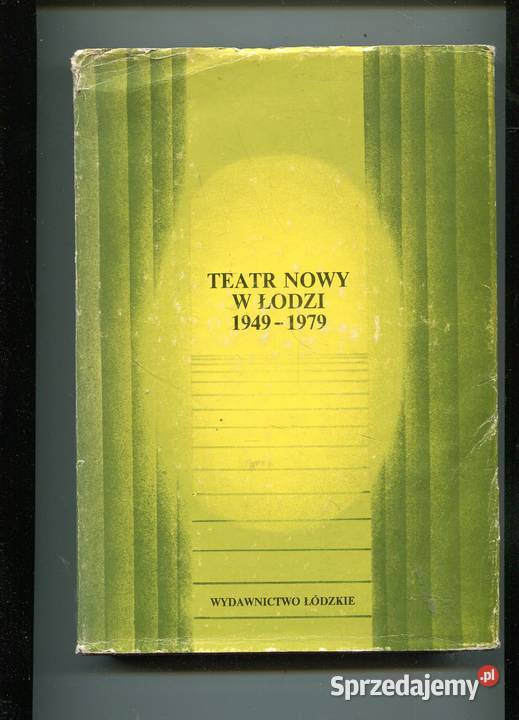 TEATR NOWY
W ŁODZI
1949-1979
WYDAWNICTWO ŁÓDZKIE
Sprzedajemy.pl